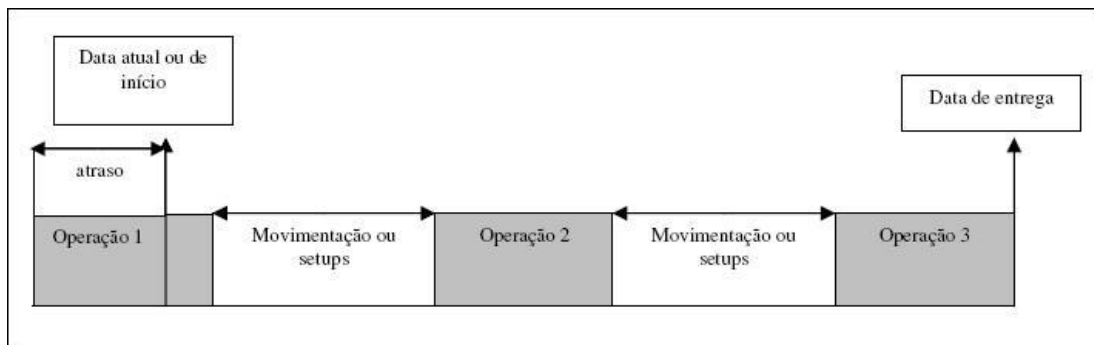 Data atual ou de
início
Data de entrega
atraso
Operação 1
Movimentação ou
setups
Operação 2
Movimentação ou
setups
Operação 3